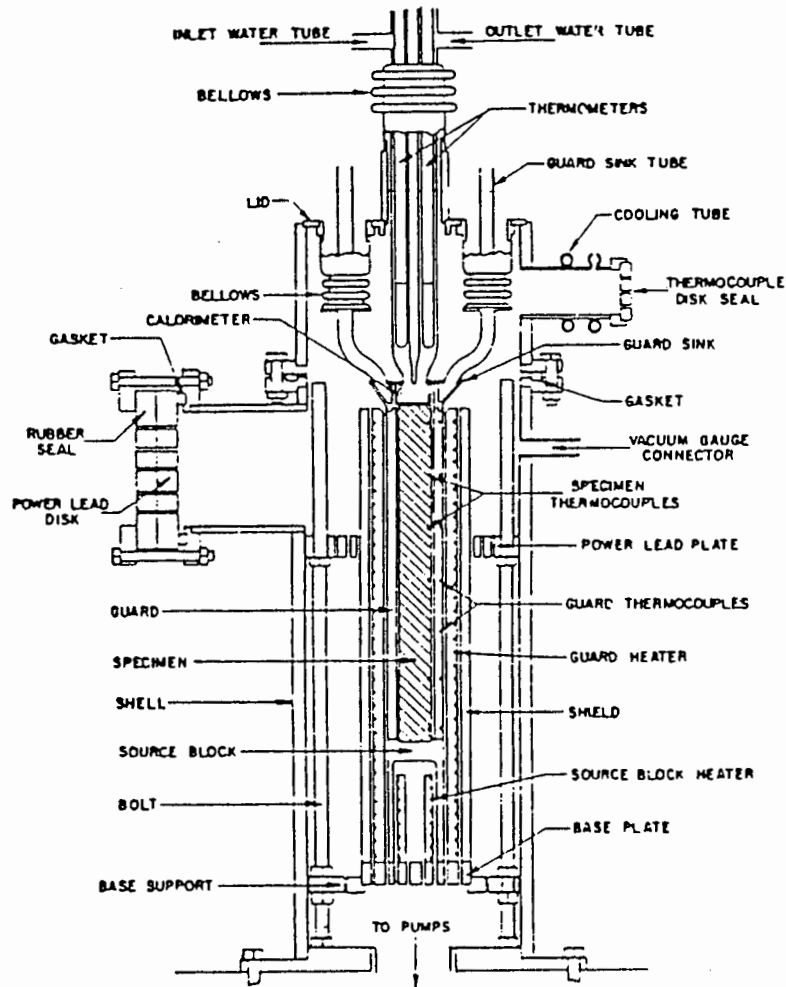 INLET WATER TUBE
OUTLET WATER TUBE
BELLOWS
THERMOMETERS
GUARD SINK TUBE
LID
COOLING TUBE
BELLOWS
THERMOCOUPLE
DISK SEAL
CALORIMETER
GASKET
GUARD SINK
GASKET
RUBBER
SEAL
VACUUM GAUGE
CONNECTOR
SPECIMEN
THERMOCOUPLES
POWER LEAD
DISK
POWER LEAD PLATE
GUARD
GUARD THERMOCOUPLES
GUARD HEATER
SPECIMEN
SHELL
SHIELD
SOURCE BLOCK
SOURCE BLOCK HEATER
BOLT
BASE PLATE
BASE SUPPORT
TO PUMPS